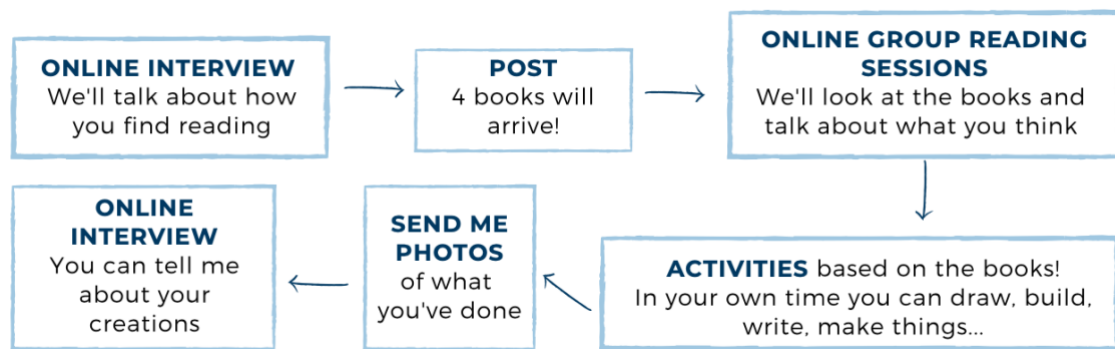 ONLINE INTERVIEW
We'll talk about how
you find reading
POST
4 books will
arrive!
ONLINE GROUP READING
SESSIONS
We'll look at the books and
talk about what you think
ACTIVITIES based on the books!
In your own time you can draw, build,
write, make things...
SEND ME
PHOTOS
of what
you've done
ONLINE
INTERVIEW
You can tell me
about your
creations